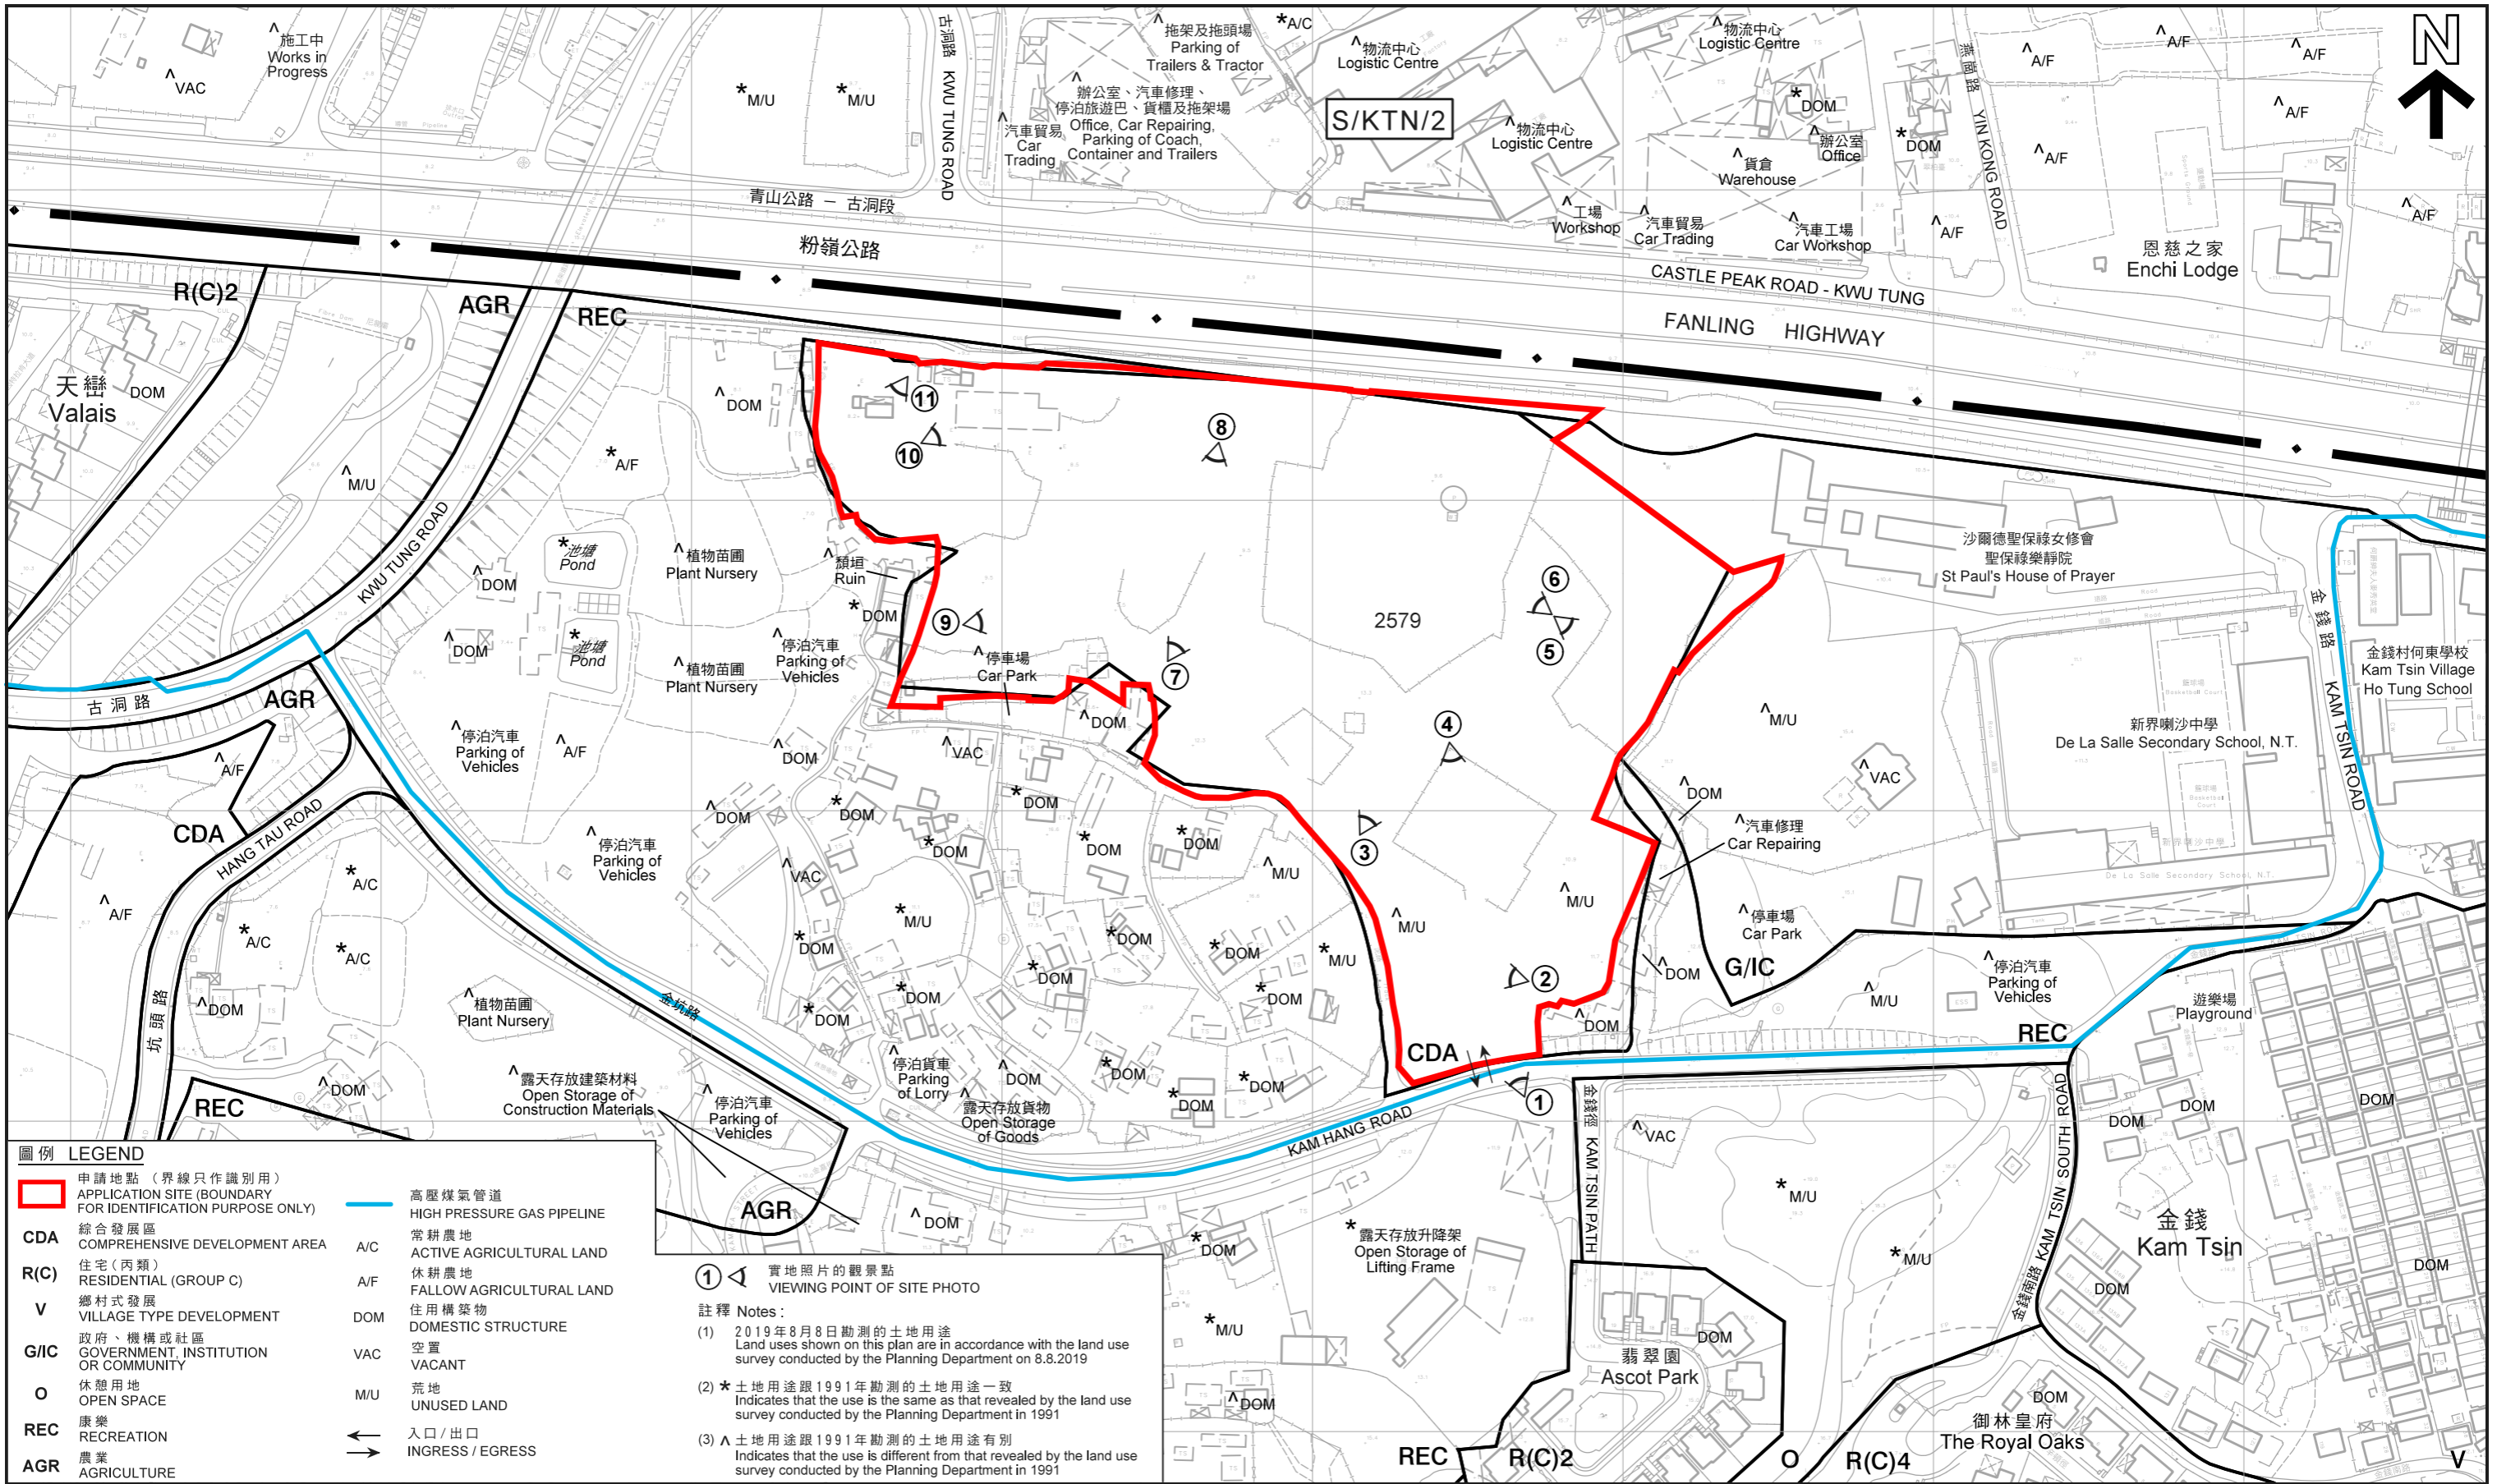 ^施工中
Works in
Progress
^VAC
*M/U
*M/U
古洞路 KWU TUNG ROAD
^拖架及拖頭場
Parking of
Trailers & Tractor
^
辦公室、汽車修理、
停泊旅遊巴、貨櫃及拖架場
Office, Car Repairing,
Parking of Coach,
Container and Trailers
^汽車貿易
Car
Trading
*A/C
^物流中心
Logistic Centre
S/KTN/2
^物流中心
Logistic Centre
^物流中心
Logistic Centre
*DOM
^辦公室
Office
^貨倉
Warehouse
^工場
Workshop
^汽車貿易
Car Trading
^汽車工場
Car Workshop
*DOM
燕崗路 YIN KONG ROAD
^A/F
^A/F
^A/F
^A/F
^A/F
^A/F
^A/F
恩慈之家
Enchi Lodge
N
青山公路 － 古洞段
粉嶺公路
CASTLE PEAK ROAD - KWU TUNG
FANLING HIGHWAY
R(C)2
AGR
REC
天巒
Valais
DOM
^M/U
^DOM
*A/F
⑪
⑩
⑧
KWU TUNG ROAD
古洞路
^DOM
*池塘
Pond
^植物苗圃
Plant Nursery
^頹垣
Ruin
*DOM
⑨
^DOM
*池塘
Pond
^植物苗圃
Plant Nursery
^停泊汽車
Parking of
Vehicles
^停車場
Car Park
⑦
⑥
⑤
2579
④
沙爾德聖保祿女修會
聖保祿樂靜院
St Paul's House of Prayer
金錢路 KAM TSIN ROAD
金錢村何東學校
Kam Tsin Village
Ho Tung School
新界喇沙中學
De La Salle Secondary School, N.T.
Basketball Court
Basketball
Court
新界喇沙中學
De La Salle Secondary School, N.T.
AGR
^停泊汽車
Parking of
Vehicles
^A/F
^DOM
^VAC
^DOM
^M/U
^VAC
^A/F
CDA
HANG TAU ROAD
坑頭路
^A/F
*A/C
*A/C
*A/C
^DOM
^停泊汽車
Parking of
Vehicles
^DOM
*DOM
*DOM
*DOM
*DOM
*DOM
^VAC
^M/U
③
^DOM
^汽車修理
Car Repairing
*M/U
*DOM
*DOM
*DOM
*DOM
*M/U
^M/U
^M/U
^停車場
Car Park
G/IC
②
^DOM
^DOM
^M/U
^停泊汽車
Parking of
Vehicles
遊樂場
Playground
REC
金坑路
^植物苗圃
Plant Nursery
*DOM
*DOM
*DOM
^停泊貨車
Parking
of Lorry
^DOM
*DOM
*DOM
*DOM
^露天存放貨物
Open Storage
of Goods
CDA
①
KAM HANG ROAD
^DOM
REC
^露天存放建築材料
Open Storage of
Construction Materials
^停泊汽車
Parking of
Vehicles
AGR
^DOM
金錢徑 KAM TSIN PATH
^VAC
*M/U
*M/U
金錢南路 KAM TSIN SOUTH ROAD
DOM
DOM
DOM
金錢
Kam Tsin
DOM
DOM
*DOM
*露天存放升降架
Open Storage of
Lifting Frame
*M/U
^DOM
翡翠園
Ascot Park
DOM
DOM
御林皇府
The Royal Oaks
REC
R(C)2
O
R(C)4
V
圖例 LEGEND
申請地點（界線只作識別用）
APPLICATION SITE (BOUNDARY
FOR IDENTIFICATION PURPOSE ONLY)
CDA 綜合發展區
COMPREHENSIVE DEVELOPMENT AREA
R(C) 住宅（丙類）
RESIDENTIAL (GROUP C)
V 鄉村式發展
VILLAGE TYPE DEVELOPMENT
G/IC 政府、機構或社區
GOVERNMENT, INSTITUTION
OR COMMUNITY
O 休憩用地
OPEN SPACE
REC 康樂
RECREATION
AGR 農業
AGRICULTURE
高壓煤氣管道
HIGH PRESSURE GAS PIPELINE
A/C 常耕農地
ACTIVE AGRICULTURAL LAND
A/F 休耕農地
FALLOW AGRICULTURAL LAND
DOM 住用構築物
DOMESTIC STRUCTURE
VAC 空置
VACANT
M/U 荒地
UNUSED LAND
入口/出口
INGRESS / EGRESS
① 實地照片的觀景點
VIEWING POINT OF SITE PHOTO
註釋 Notes :
(1) 2019年8月8日勘測的土地用途
Land uses shown on this plan are in accordance with the land use
survey conducted by the Planning Department on 8.8.2019
(2) * 土地用途跟1991年勘測的土地用途一致
Indicates that the use is the same as that revealed by the land use
survey conducted by the Planning Department in 1991
(3) ^ 土地用途跟1991年勘測的土地用途有別
Indicates that the use is different from that revealed by the land use
survey conducted by the Planning Department in 1991